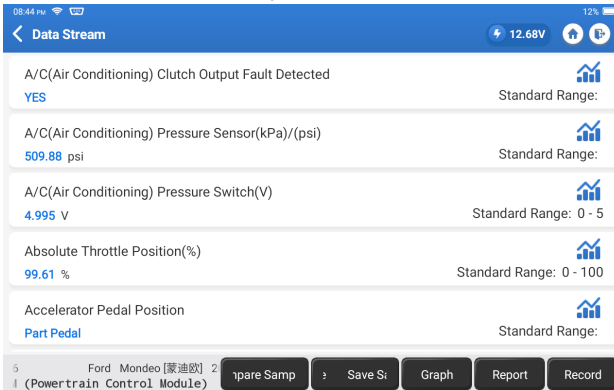 08:44 PM 12%
Data Stream 12.68V
A/C(Air Conditioning) Clutch Output Fault Detected
YES Standard Range:
A/C(Air Conditioning) Pressure Sensor(kPa)/(psi)
509.88 psi Standard Range:
A/C(Air Conditioning) Pressure Switch(V)
4.995 V Standard Range: 0 - 5
Absolute Throttle Position(%)
99.61 % Standard Range: 0 - 100
Accelerator Pedal Position
Part Pedal Standard Range:
Ford Mondeo [蒙迪欧] 2
(Powertrain Control Module)
Samp Save Graph Report Record